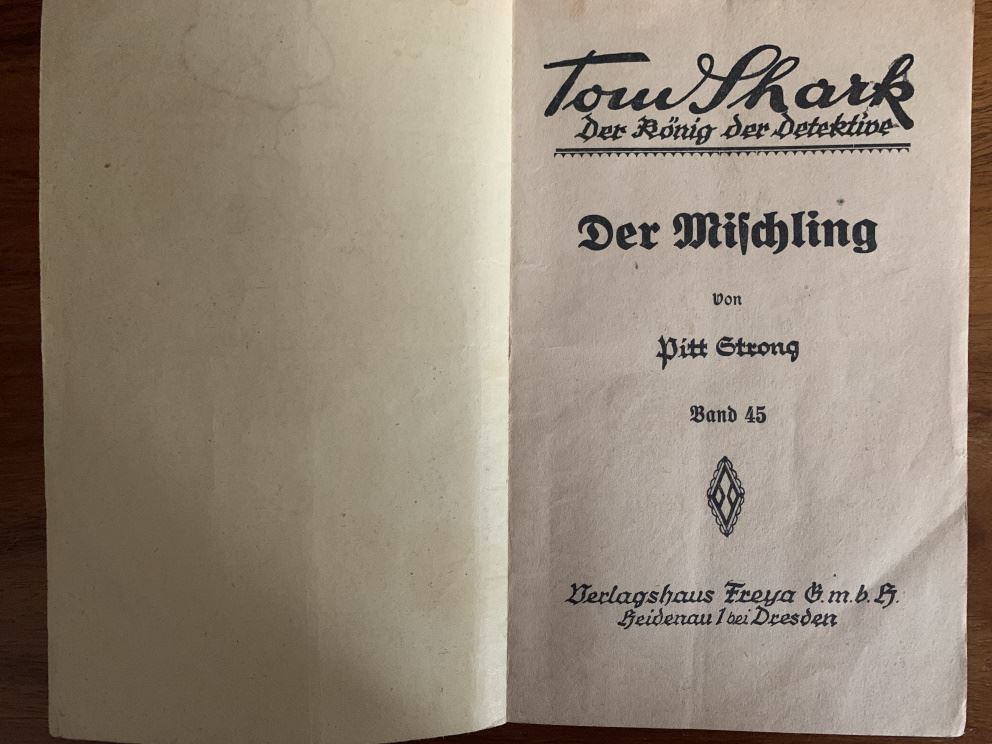 Tom Shark
Der König der Detektive
Der Mischling
von
Pitt Strong
Band 45
Verlagshaus Freya G.m.b.H.
Heidenau 1 bei Dresden